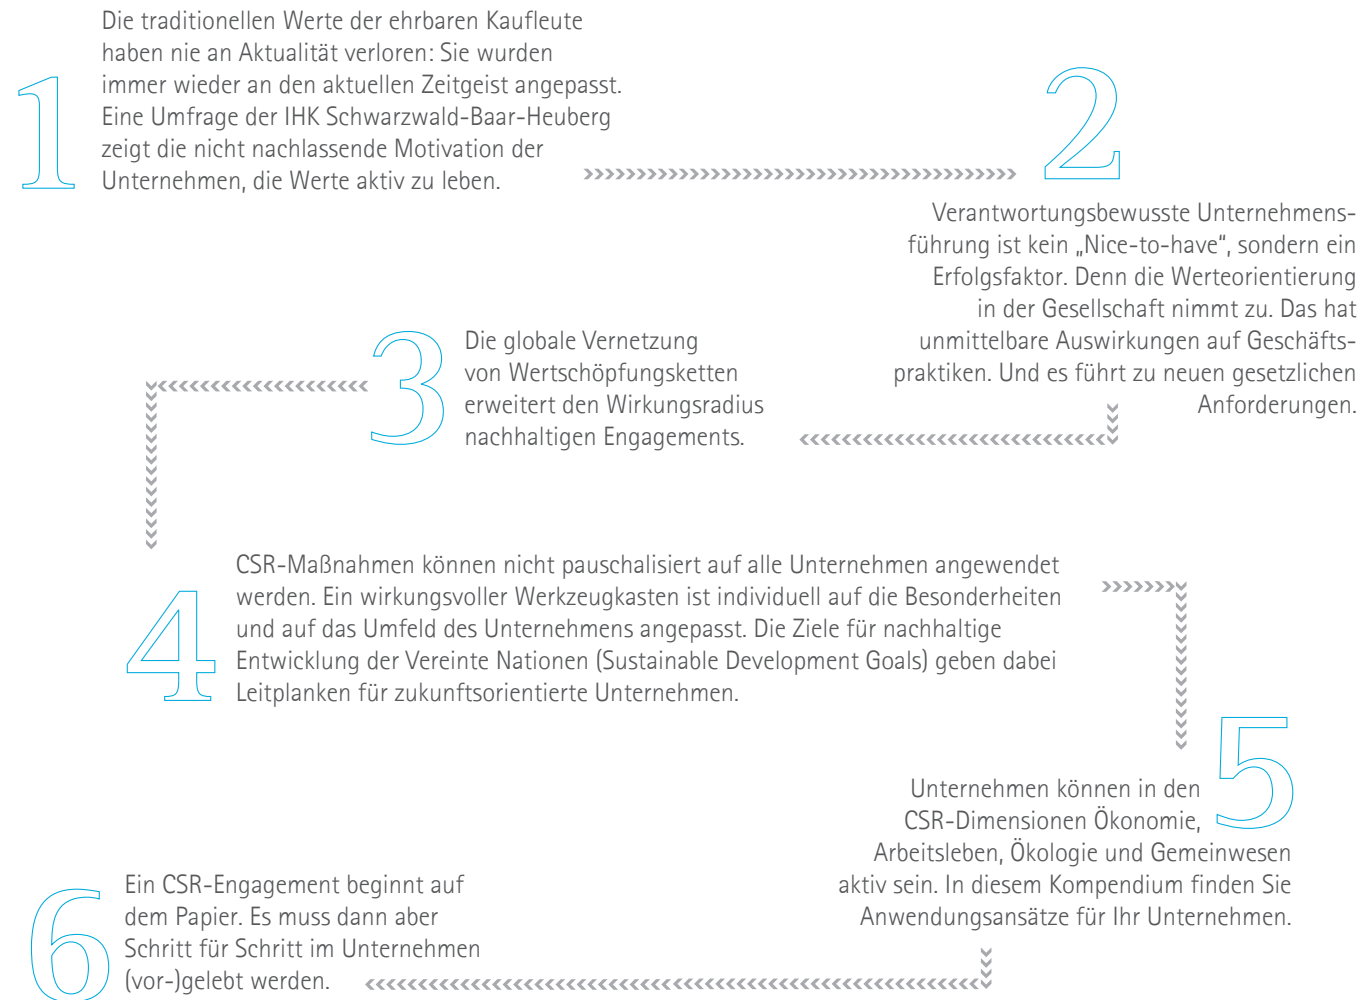 1
Die traditionellen Werte der ehrbaren Kaufleute
haben nie an Aktualität verloren: Sie wurden
immer wieder an den aktuellen Zeitgeist angepasst.
Eine Umfrage der IHK Schwarzwald-Baar-Heuberg
zeigt die nicht nachlassende Motivation der
Unternehmen, die Werte aktiv zu leben.
2
Verantwortungsbewusste Unternehmens-
führung ist kein „Nice-to-have“, sondern ein
Erfolgsfaktor. Denn die Werteorientierung
in der Gesellschaft nimmt zu. Das hat
unmittelbare Auswirkungen auf Geschäfts-
praktiken. Und es führt zu neuen gesetzlichen
Anforderungen.
3
Die globale Vernetzung
von Wertschöpfungsketten
erweitert den Wirkungsradius
nachhaltigen Engagements.
4
CSR-Maßnahmen können nicht pauschalisiert auf alle Unternehmen angewendet
werden. Ein wirkungsvoller Werkzeugkasten ist individuell auf die Besonderheiten
und auf das Umfeld des Unternehmens angepasst. Die Ziele für nachhaltige
Entwicklung der Vereinte Nationen (Sustainable Development Goals) geben dabei
Leitplanken für zukunftsorientierte Unternehmen.
5
Unternehmen können in den
CSR-Dimensionen Ökonomie,
Arbeitsleben, Ökologie und Gemeinwesen
aktiv sein. In diesem Kompendium finden Sie
Anwendungsansätze für Ihr Unternehmen.
6
Ein CSR-Engagement beginnt auf
dem Papier. Es muss dann aber
Schritt für Schritt im Unternehmen
(vor-)gelebt werden.